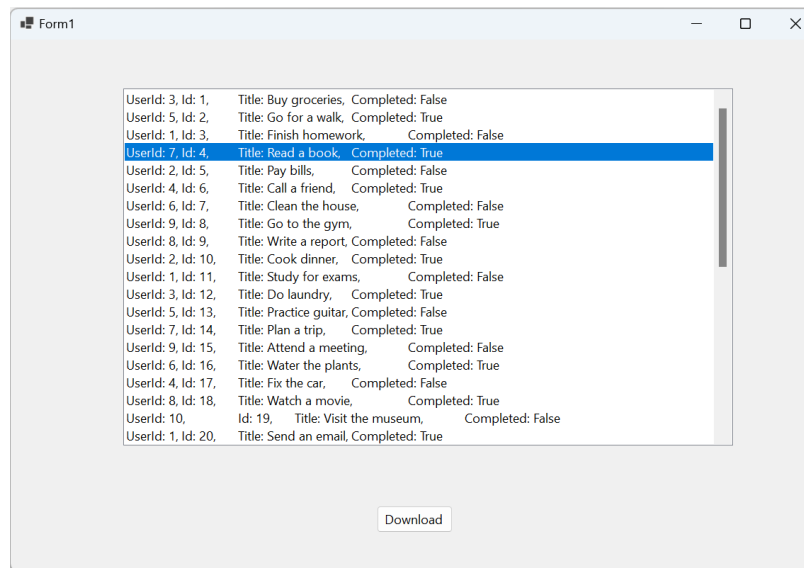 Form1
UserId: 3, Id: 1, Title: Buy groceries, Completed: False
UserId: 5, Id: 2, Title: Go for a walk, Completed: True
UserId: 1, Id: 3, Title: Finish homework, Completed: False
UserId: 7, Id: 4, Title: Read a book, Completed: True
UserId: 2, Id: 5, Title: Pay bills, Completed: False
UserId: 4, Id: 6, Title: Call a friend, Completed: True
UserId: 6, Id: 7, Title: Clean the house, Completed: False
UserId: 9, Id: 8, Title: Go to the gym, Completed: True
UserId: 8, Id: 9, Title: Write a report, Completed: False
UserId: 2, Id: 10, Title: Cook dinner, Completed: True
UserId: 1, Id: 11, Title: Study for exams, Completed: False
UserId: 3, Id: 12, Title: Do laundry, Completed: True
UserId: 5, Id: 13, Title: Practice guitar, Completed: False
UserId: 7, Id: 14, Title: Plan a trip, Completed: True
UserId: 9, Id: 15, Title: Attend a meeting, Completed: False
UserId: 6, Id: 16, Title: Water the plants, Completed: True
UserId: 4, Id: 17, Title: Fix the car, Completed: False
UserId: 8, Id: 18, Title: Watch a movie, Completed: True
UserId: 10, Id: 19, Title: Visit the museum, Completed: False
UserId: 1, Id: 20, Title: Send an email, Completed: True
Download